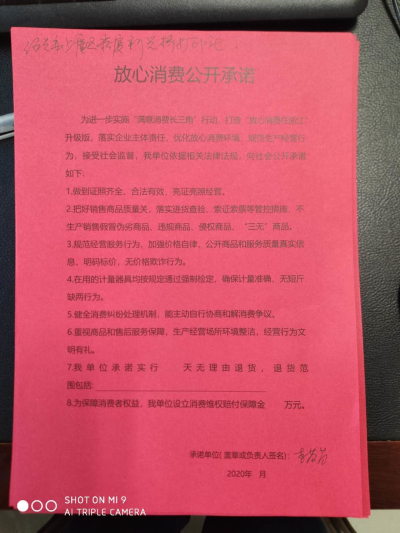 放心消费公开承诺
为进一步实施“满意消费长三角”行动，打造“放心消费在浙江”
升级版，落实企业主体责任，优化放心消费环境，规范生产经营行
为，接受社会监督，我单位依据相关法律法规，向社会公开承诺
如下：
1.做到证照齐全、合法有效、亮证亮照经营。
2.把好销售商品质量关，落实进货查验、索证索票等管控措施，不
生产销售假冒伪劣商品、违规商品、侵权商品、“三无”商品。
3.规范经营服务行为，加强价格自律，公开商品和服务质量真实信
息，明码标价，无价格欺诈行为。
4.在用的计量器具均按规定通过强制检定，确保计量准确，无短斤
缺两行为。
5.健全消费纠纷处理机制，能主动自行协商和解消费争议。
6.重视商品和售后服务保障，生产经营场所环境整洁，经营行为文
明有礼。
7.我单位承诺实行 天无理由退货，退货范
围包括:
8.为保障消费者权益，我单位设立消费维权赔付保障金 万元。
承诺单位(盖章或负责人签名)：
2020年 月
SHOT ON MI 9
AI TRIPLE CAMERA